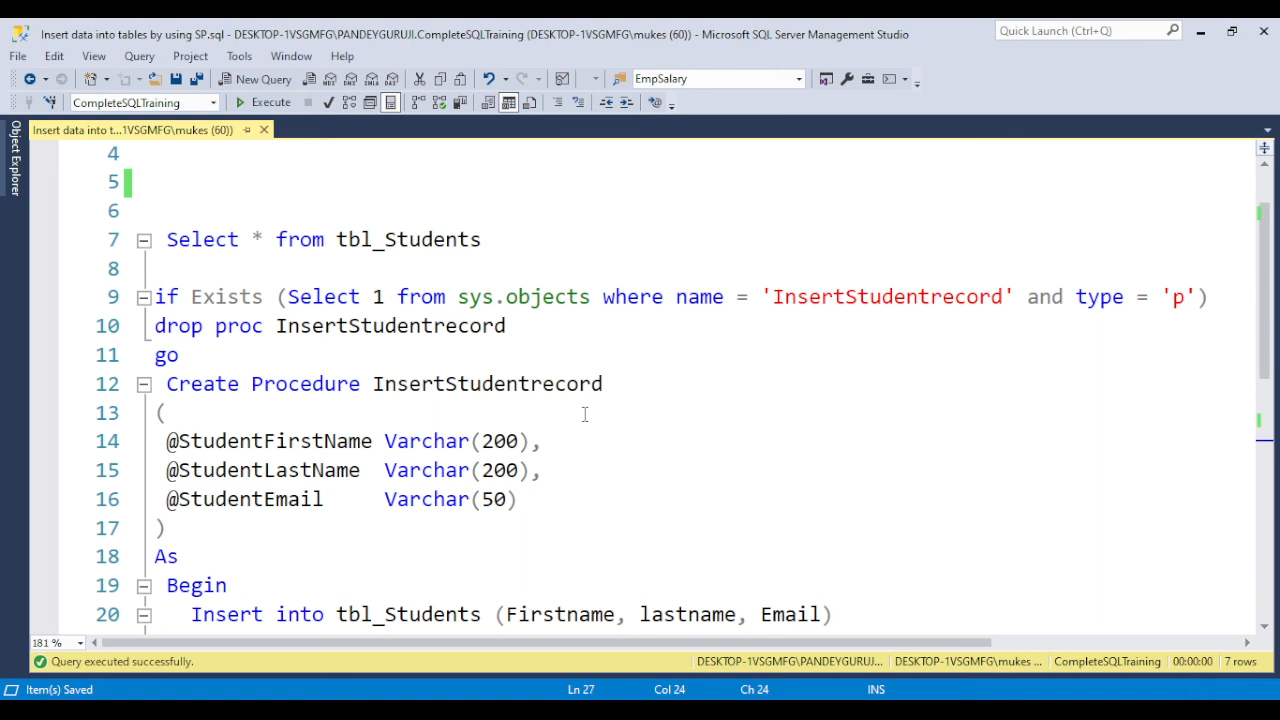 Insert data into tables by using SP.sql - DESKTOP-1VSGMFG\PANDEYGURUJI.CompleteSQLTraining (DESKTOP-1VSGMFG\mukes (60)) - Microsoft SQL Server Management Studio
Quick Launch (Ctrl+Q)
File Edit View Query Project Tools Window Help
New Query EmpSalary
CompleteSQLTraining Execute
Insert data into t...1VSGMFG\mukes (60))
Object Explorer
4
5
6
7 Select * from tbl_Students
8
9 if Exists (Select 1 from sys.objects where name = 'InsertStudentrecord' and type = 'p')
10 drop proc InsertStudentrecord
11 go
12 Create Procedure InsertStudentrecord
13 (
14 @StudentFirstName Varchar(200),
15 @StudentLastName Varchar(200),
16 @StudentEmail Varchar(50)
17 )
18 As
19 Begin
20 Insert into tbl_Students (Firstname, lastname, Email)
181 %
Query executed successfully. DESKTOP-1VSGMFG\PANDEYGURUJ... DESKTOP-1VSGMFG\mukes ... CompleteSQLTraining 00:00:00 7 rows
Item(s) Saved Ln 27 Col 24 Ch 24 INS